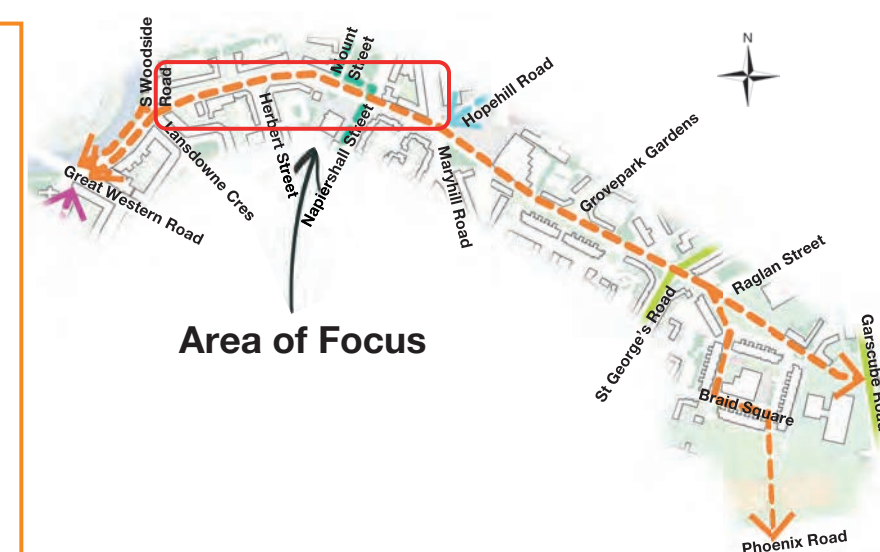 S Woodside
Road
Mount
Street
N
Hopehill Road
Herbert Street
Lansdowne Cres
Napiershall Street
Maryhill Road
Grovepark Gardens
Great Western Road
Raglan Street
Area of Focus
St George's Road
Garscube Road
Braid Square
Phoenix Road